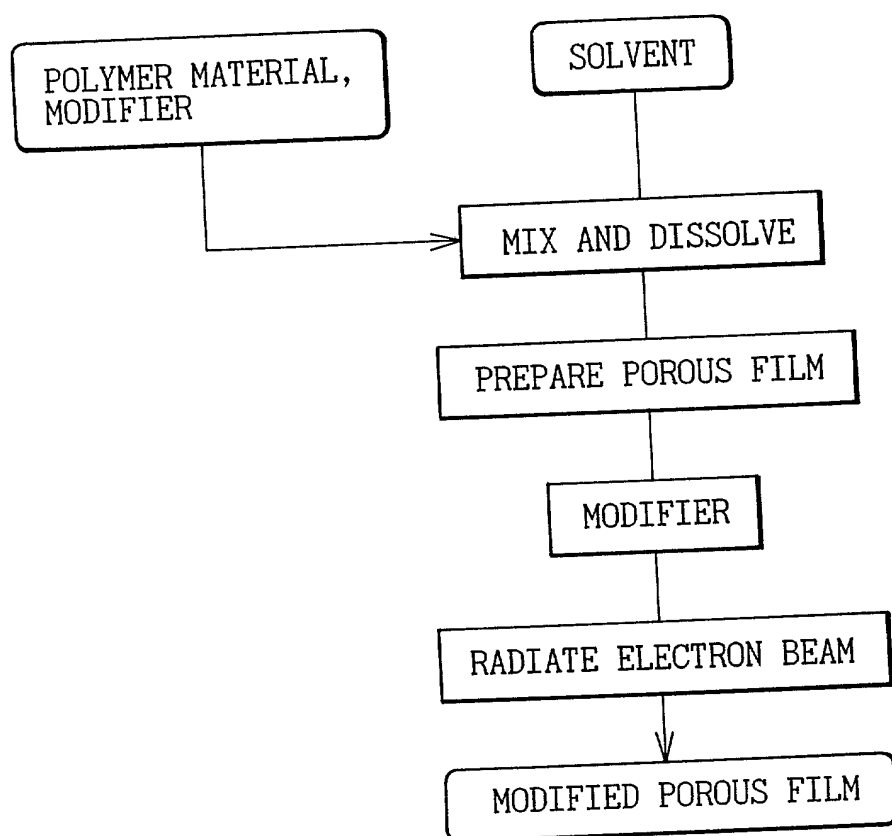 POLYMER MATERIAL,
MODIFIER
SOLVENT
MIX AND DISSOLVE
PREPARE POROUS FILM
MODIFIER
RADIATE ELECTRON BEAM
MODIFIED POROUS FILM